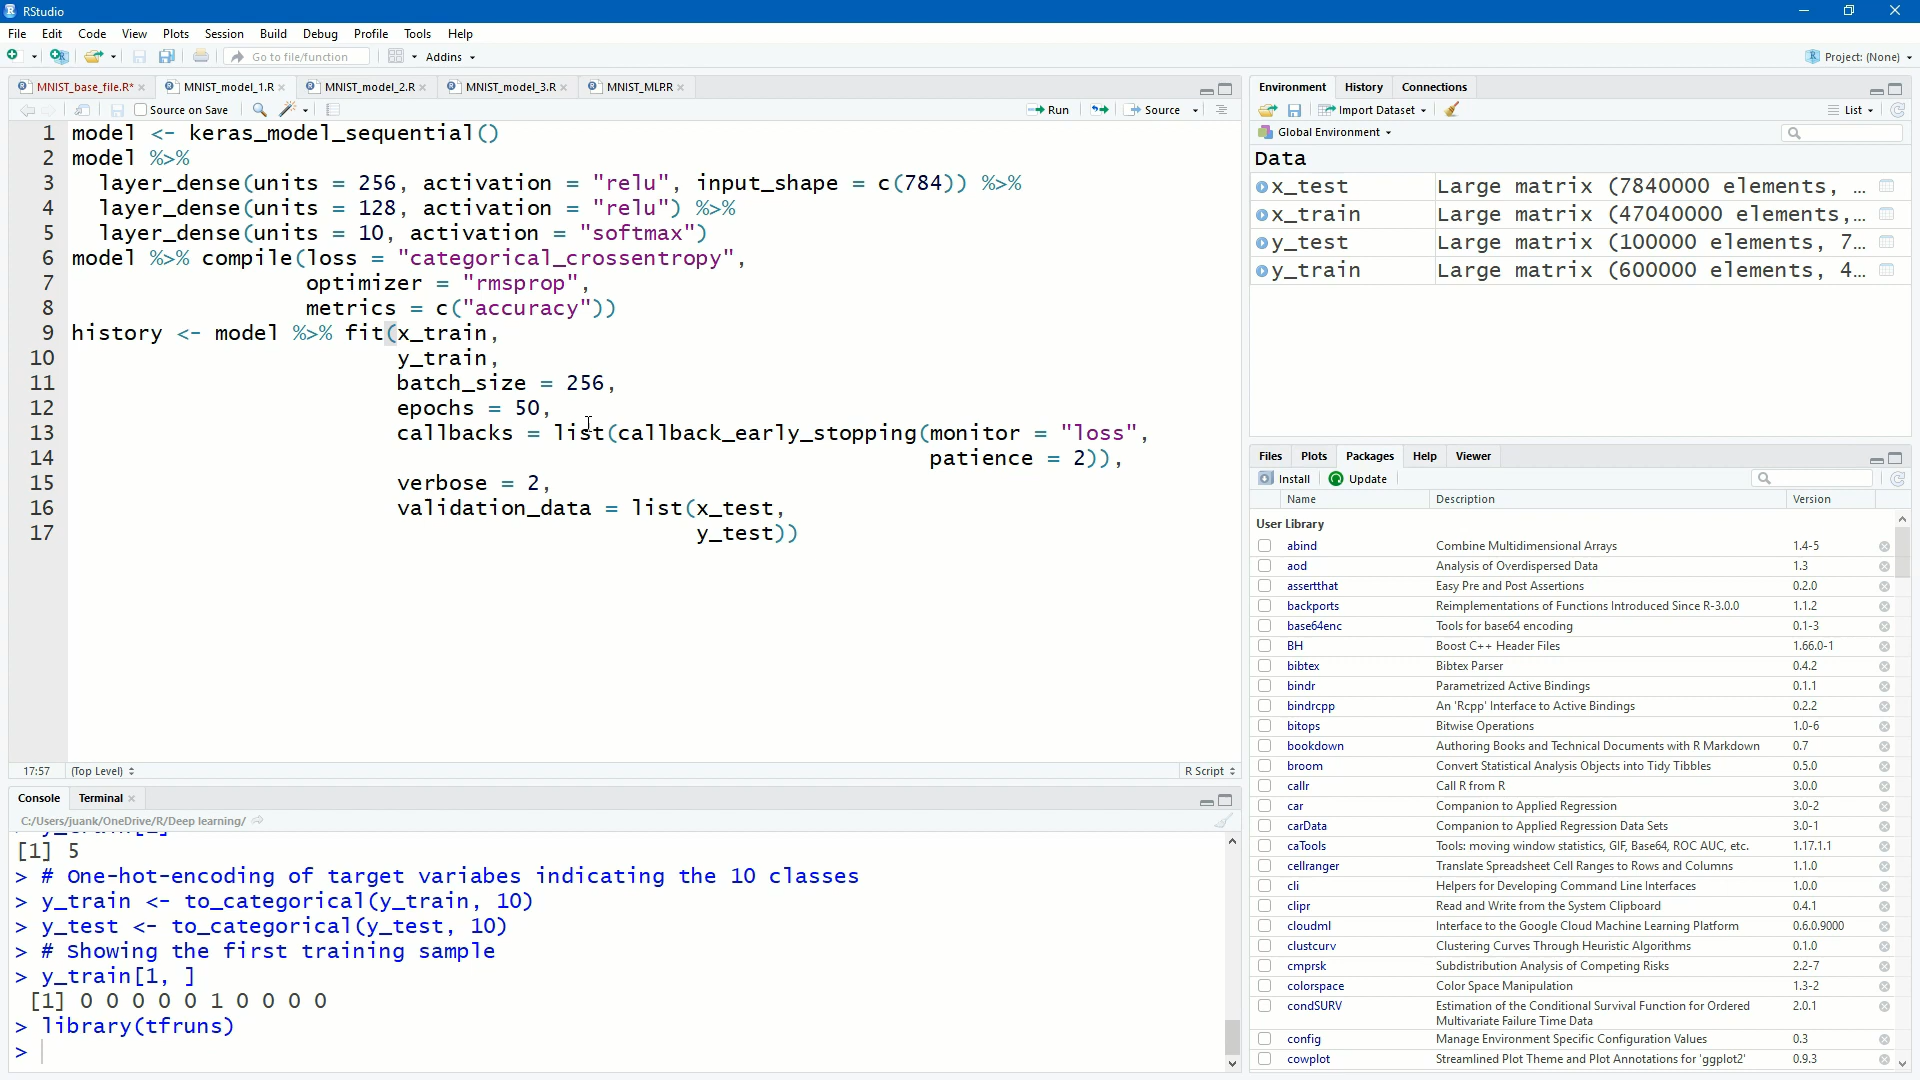 RStudio
File Edit Code View Plots Session Build Debug Profile Tools Help
Go to file/function Addins Project: (None)
MNIST_base_file.R* MNIST_model_1.R MNIST_model_2.R MNIST_model_3.R MNIST_MLRR
Source on Save Run Source
1 model <- keras_model_sequential()
2 model %>%
3 layer_dense(units = 256, activation = "relu", input_shape = c(784)) %>%
4 layer_dense(units = 128, activation = "relu") %>%
5 layer_dense(units = 10, activation = "softmax")
6 model %>% compile(loss = "categorical_crossentropy",
7 optimizer = "rmsprop",
8 metrics = c("accuracy"))
9 history <- model %>% fit(x_train,
10 y_train,
11 batch_size = 256,
12 epochs = 50,
13 callbacks = list(callback_early_stopping(monitor = "loss",
14 patience = 2)),
15 verbose = 2,
16 validation_data = list(x_test,
17 y_test))
17:57 (Top Level) R Script
Console Terminal
C:/Users/juank/OneDrive/R/Deep learning/
[1] 5
> # One-hot-encoding of target variabes indicating the 10 classes
> y_train <- to_categorical(y_train, 10)
> y_test <- to_categorical(y_test, 10)
> # Showing the first training sample
> y_train[1, ]
[1] 0 0 0 0 0 1 0 0 0 0
> library(tfruns)
>
Environment History Connections
Import Dataset List
Global Environment
Data
x_test Large matrix (7840000 elements, ...
x_train Large matrix (47040000 elements,...
y_test Large matrix (100000 elements, 7...
y_train Large matrix (600000 elements, 4...
Files Plots Packages Help Viewer
Install Update
Name Description Version
User Library
abind Combine Multidimensional Arrays 1.4-5
aod Analysis of Overdispersed Data 1.3
assertthat Easy Pre and Post Assertions 0.2.0
backports Reimplementations of Functions Introduced Since R-3.0.0 1.1.2
base64enc Tools for base64 encoding 0.1-3
BH Boost C++ Header Files 1.66.0-1
bibtex Bibtex Parser 0.4.2
bindr Parametrized Active Bindings 0.1.1
bindrcpp An 'Rcpp' Interface to Active Bindings 0.2.2
bitops Bitwise Operations 1.0-6
bookdown Authoring Books and Technical Documents with R Markdown 0.7
broom Convert Statistical Analysis Objects into Tidy Tibbles 0.5.0
callr Call R from R 3.0.0
car Companion to Applied Regression 3.0-2
carData Companion to Applied Regression Data Sets 3.0-1
caTools Tools: moving window statistics, GIF, Base64, ROC AUC, etc. 1.17.1.1
cellranger Translate Spreadsheet Cell Ranges to Rows and Columns 1.1.0
cli Helpers for Developing Command Line Interfaces 1.0.0
clipr Read and Write from the System Clipboard 0.4.1
cloudml Interface to the Google Cloud Machine Learning Platform 0.6.0.9000
clustcurv Clustering Curves Through Heuristic Algorithms 0.1.0
cmprsk Subdistribution Analysis of Competing Risks 2.2-7
colorspace Color Space Manipulation 1.3-2
condSURV Estimation of the Conditional Survival Function for Ordered 2.0.1
Multivariate Failure Time Data
config Manage Environment Specific Configuration Values 0.3
cowplot Streamlined Plot Theme and Plot Annotations for 'ggplot2' 0.9.3